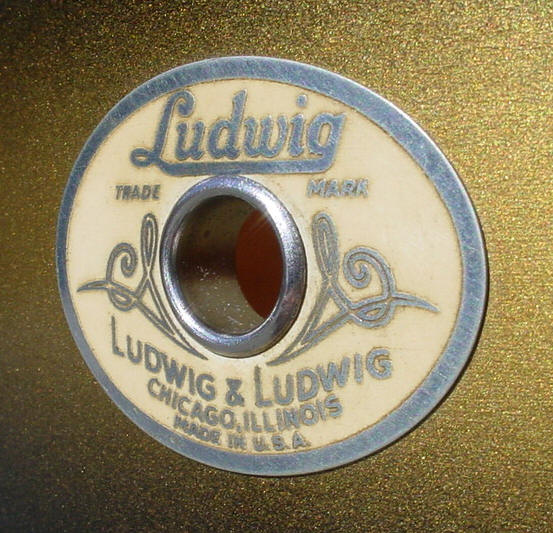 Ludwig
TRADE MARK
LUDWIG & LUDWIG
CHICAGO, ILLINOIS
MADE IN U.S.A.